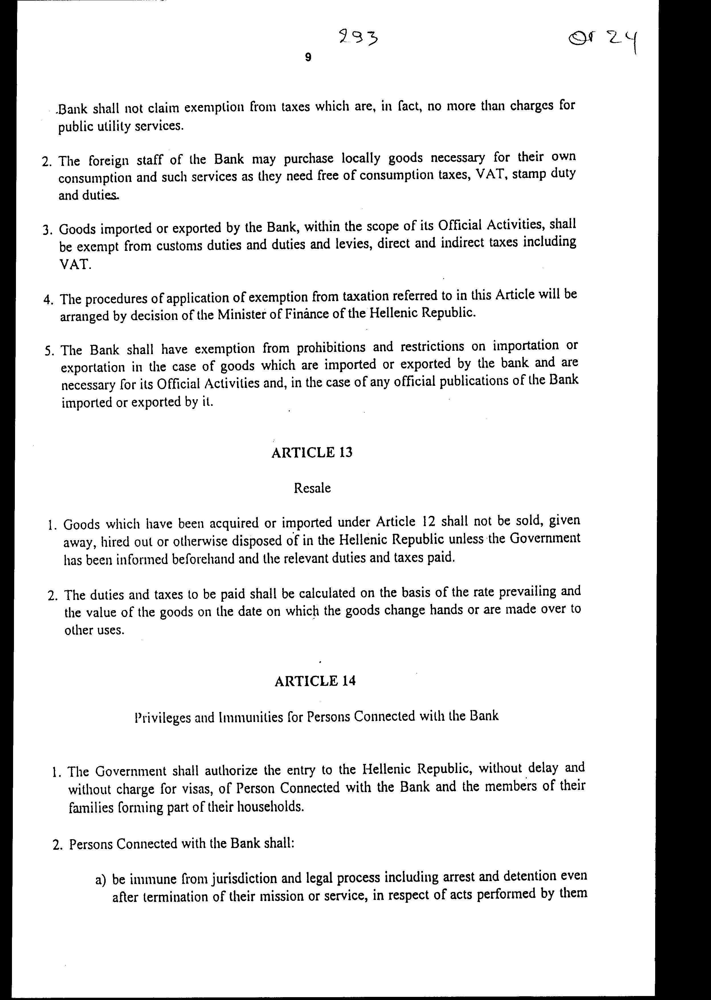 293
24
9
Bank shall not claim exemption from taxes which are, in fact, no more than charges for
public utility services.
2. The foreign staff of the Bank may purchase locally goods necessary for their own
consumption and such services as they need free of consumption taxes, VAT, stamp duty
and duties.
3. Goods imported or exported by the Bank, within the scope of its Official Activities, shall
be exempt from customs duties and duties and levies, direct and indirect taxes including
VAT.
4. The procedures of application of exemption from taxation referred to in this Article will be
arranged by decision of the Minister of Finance of the Hellenic Republic.
5. The Bank shall have exemption from prohibitions and restrictions on importation or
exportation in the case of goods which are imported or exported by the bank and are
necessary for its Official Activities and, in the case of any official publications of the Bank
imported or exported by it.
ARTICLE 13
Resale
1. Goods which have been acquired or imported under Article 12 shall not be sold, given
away, hired out or otherwise disposed of in the Hellenic Republic unless the Government
has been informed beforehand and the relevant duties and taxes paid.
2. The duties and taxes to be paid shall be calculated on the basis of the rate prevailing and
the value of the goods on the date on which the goods change hands or are made over to
other uses.
ARTICLE 14
Privileges and Immunities for Persons Connected with the Bank
1. The Government shall authorize the entry to the Hellenic Republic, without delay and
without charge for visas, of Person Connected with the Bank and the members of their
families forming part of their households.
2. Persons Connected with the Bank shall:
a) be immune from jurisdiction and legal process including arrest and detention even
after termination of their mission or service, in respect of acts performed by them